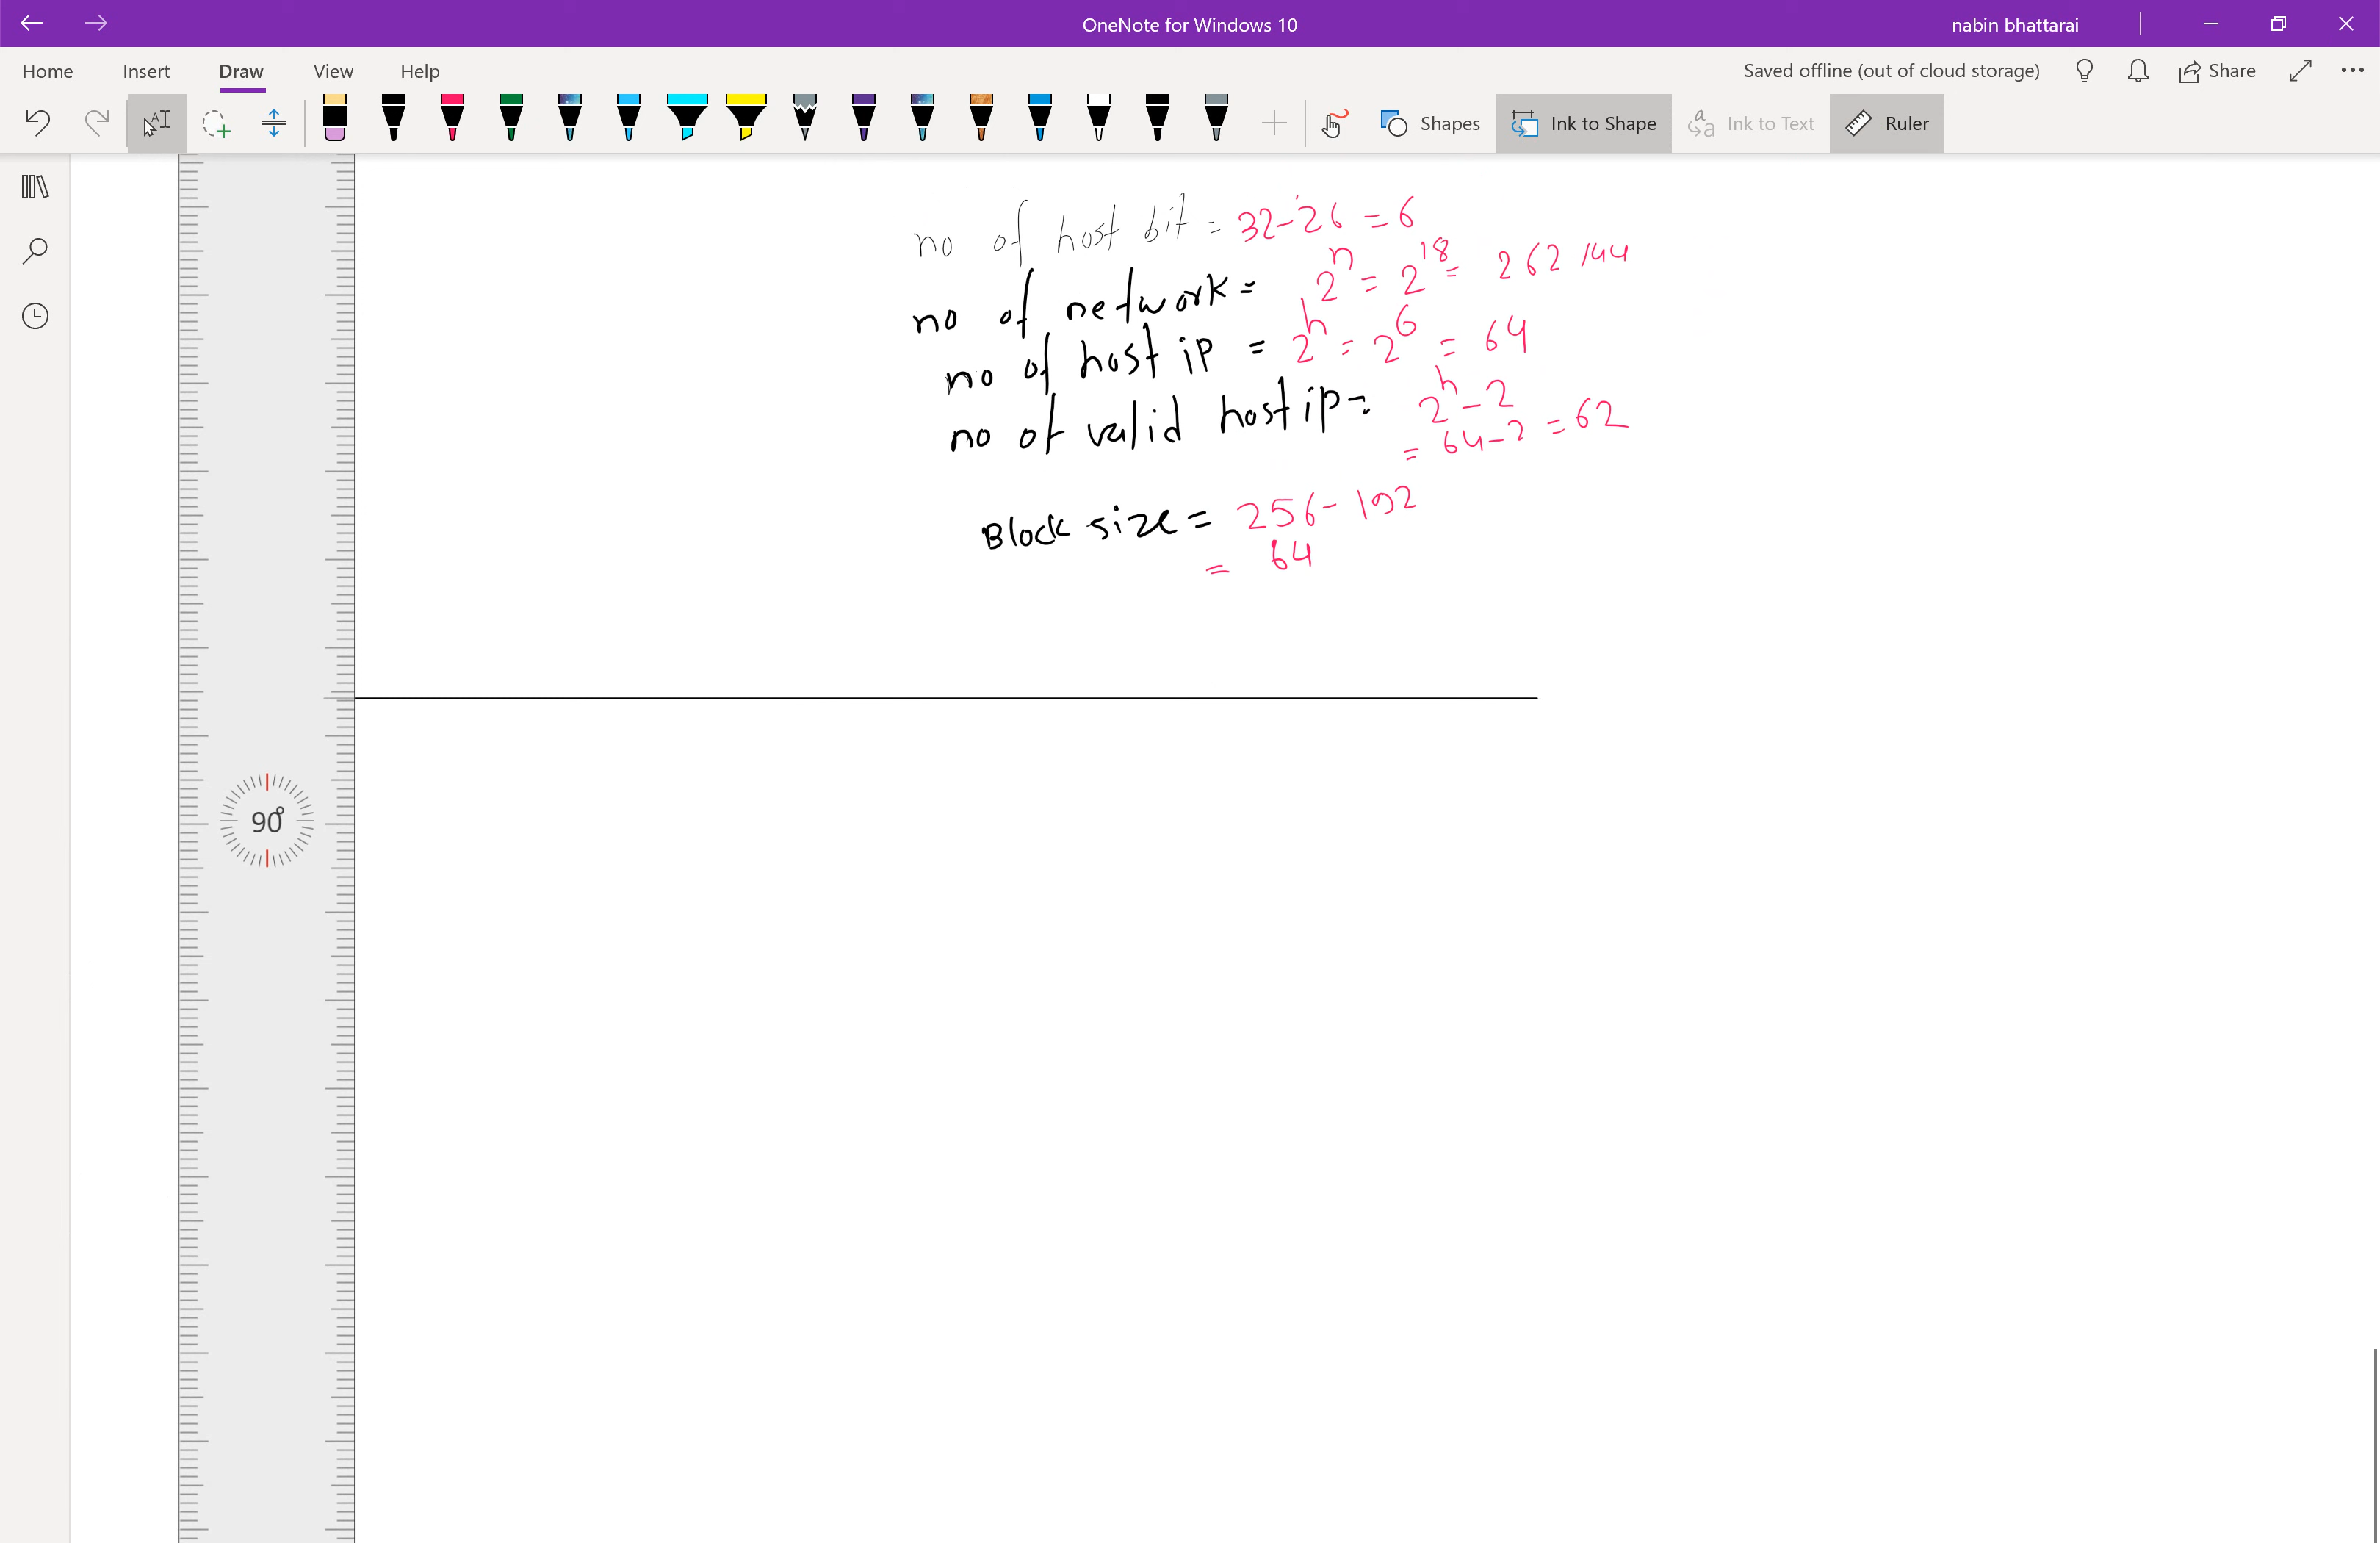 OneNote for Windows 10
nabin bhattarai
Home Insert Draw View Help
Saved offline (out of cloud storage)
Share
Shapes
Ink to Shape
Ink to Text
Ruler
no of host bit = 32-26 = 6
no of network = 2^n = 2^18 = 262144
no of host ip = 2^h = 2^6 = 64
no of valid host ip = 2^h - 2
= 64-2 = 62
Block size = 256 - 192
= 64
90°